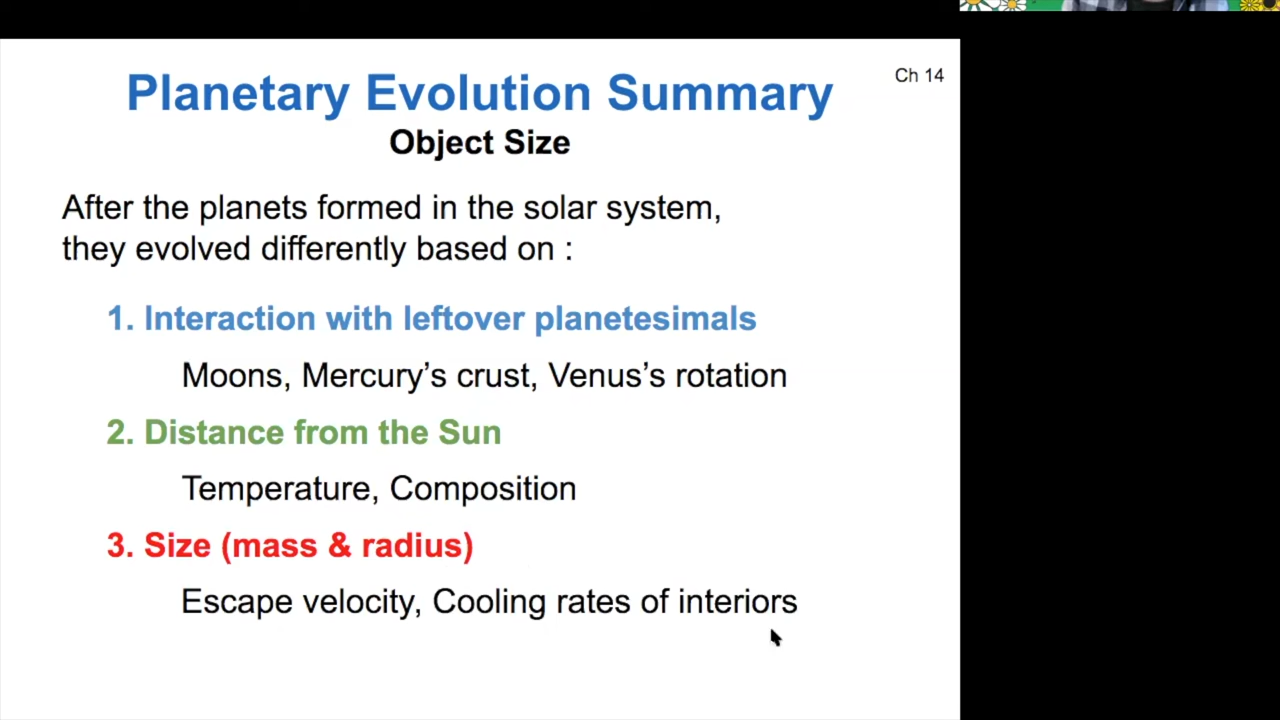 Ch 14
Planetary Evolution Summary
Object Size
After the planets formed in the solar system,
they evolved differently based on :
1. Interaction with leftover planetesimals
Moons, Mercury’s crust, Venus’s rotation
2. Distance from the Sun
Temperature, Composition
3. Size (mass & radius)
Escape velocity, Cooling rates of interiors